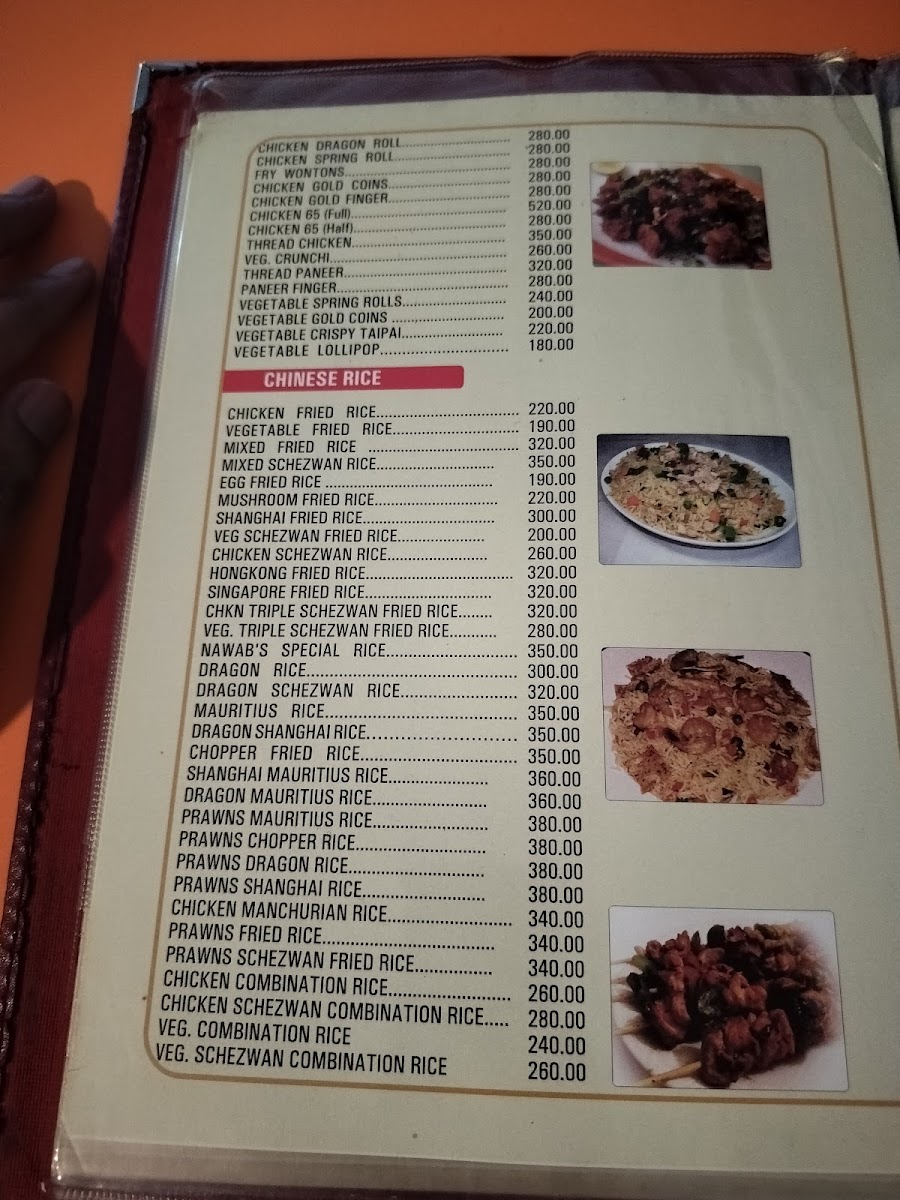 CHICKEN DRAGON ROLL.......................... 280.00
CHICKEN SPRING ROLL.......................... 280.00
FRY WONTONS.......................... 280.00
CHICKEN GOLD COINS.......................... 280.00
CHICKEN GOLD FINGER.......................... 280.00
CHICKEN 65 (Full).......................... 520.00
CHICKEN 65 (Half).......................... 280.00
THREAD CHICKEN.......................... 350.00
VEG. CRUNCHI.......................... 260.00
THREAD PANEER.......................... 320.00
PANEER FINGER.......................... 280.00
VEGETABLE SPRING ROLLS.......................... 240.00
VEGETABLE GOLD COINS .......................... 200.00
VEGETABLE CRISPY TAIPAI.......................... 220.00
VEGETABLE LOLLIPOP.......................... 180.00
CHINESE RICE
CHICKEN FRIED RICE.......................... 220.00
VEGETABLE FRIED RICE.......................... 190.00
MIXED FRIED RICE .......................... 320.00
MIXED SCHEZWAN RICE.......................... 350.00
EGG FRIED RICE .......................... 190.00
MUSHROOM FRIED RICE.......................... 220.00
SHANGHAI FRIED RICE.......................... 300.00
VEG SCHEZWAN FRIED RICE.......................... 200.00
CHICKEN SCHEZWAN RICE.......................... 260.00
HONGKONG FRIED RICE.......................... 320.00
SINGAPORE FRIED RICE.......................... 320.00
CHKN TRIPLE SCHEZWAN FRIED RICE........ 320.00
VEG. TRIPLE SCHEZWAN FRIED RICE........... 280.00
NAWAB'S SPECIAL RICE.......................... 350.00
DRAGON RICE.......................... 300.00
DRAGON SCHEZWAN RICE.......................... 320.00
MAURITIUS RICE.......................... 350.00
DRAGON SHANGHAI RICE.......................... 350.00
CHOPPER FRIED RICE.......................... 350.00
SHANGHAI MAURITIUS RICE.......................... 360.00
DRAGON MAURITIUS RICE.......................... 360.00
PRAWNS MAURITIUS RICE.......................... 380.00
PRAWNS CHOPPER RICE.......................... 380.00
PRAWNS DRAGON RICE.......................... 380.00
PRAWNS SHANGHAI RICE.......................... 380.00
CHICKEN MANCHURIAN RICE.......................... 340.00
PRAWNS FRIED RICE.......................... 340.00
PRAWNS SCHEZWAN FRIED RICE............... 340.00
CHICKEN COMBINATION RICE.......................... 260.00
CHICKEN SCHEZWAN COMBINATION RICE..... 280.00
VEG. COMBINATION RICE 240.00
VEG. SCHEZWAN COMBINATION RICE 260.00